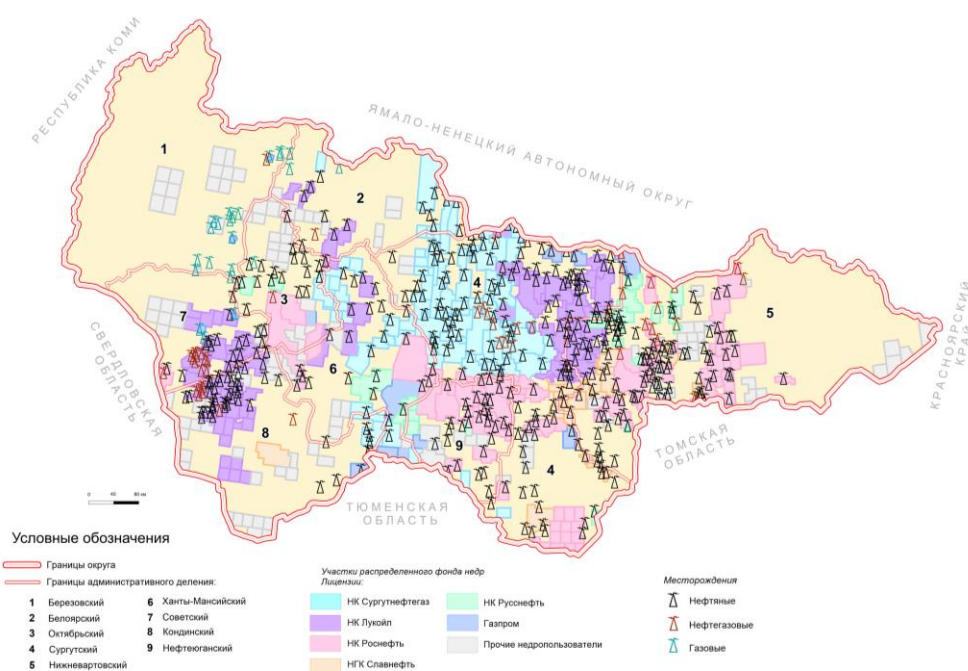 РЕСПУБЛИКА КОМИ
ЯМАЛО-НЕНЕЦКИЙ АВТОНОМНЫЙ ОКРУГ
1
2
4
5
3
7
6
8
9
4
СВЕРДЛОВСКАЯ
ОБЛАСТЬ
КРАСНОЯРСКИЙ
КРАЙ
ТОМСКАЯ
ОБЛАСТЬ
ТЮМЕНСКАЯ
ОБЛАСТЬ
Условные обозначения
Границы округа
Границы административного деления:
1 Березовский
2 Белоярский
3 Октябрьский
4 Сургутский
5 Нижневартовский
6 Ханты-Мансийский
7 Советский
8 Кондинский
9 Нефтеюганский
Участки распределенного фонда недр
Лицензии:
НК Сургутнефтегаз
НК Лукойл
НК Роснефть
НГК Славнефть
НК Русснефть
Газпром
Прочие недропользователи
Месторождения
Нефтяные
Нефтегазовые
Газовые